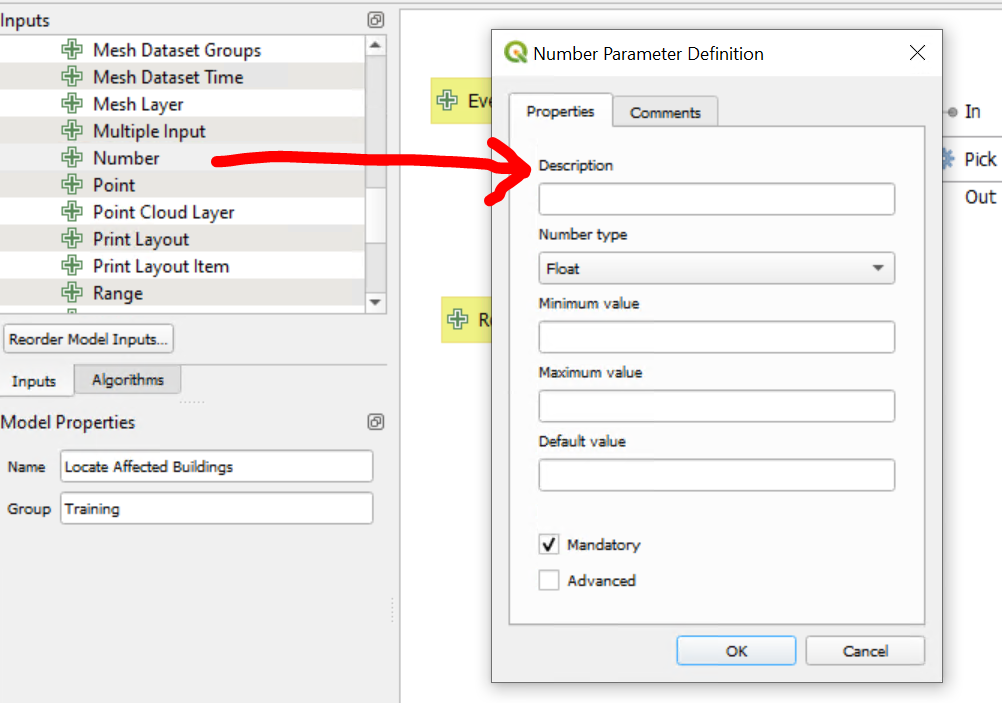 Inputs
Mesh Dataset Groups
Mesh Dataset Time
Mesh Layer
Multiple Input
Number
Point
Point Cloud Layer
Print Layout
Print Layout Item
Range
Reorder Model Inputs...
Inputs
Algorithms
Model Properties
Name
Locate Affected Buildings
Group
Training
Number Parameter Definition
Properties
Comments
Description
Number type
Float
Minimum value
Maximum value
Default value
Mandatory
Advanced
OK
Cancel
In
Pick
Out